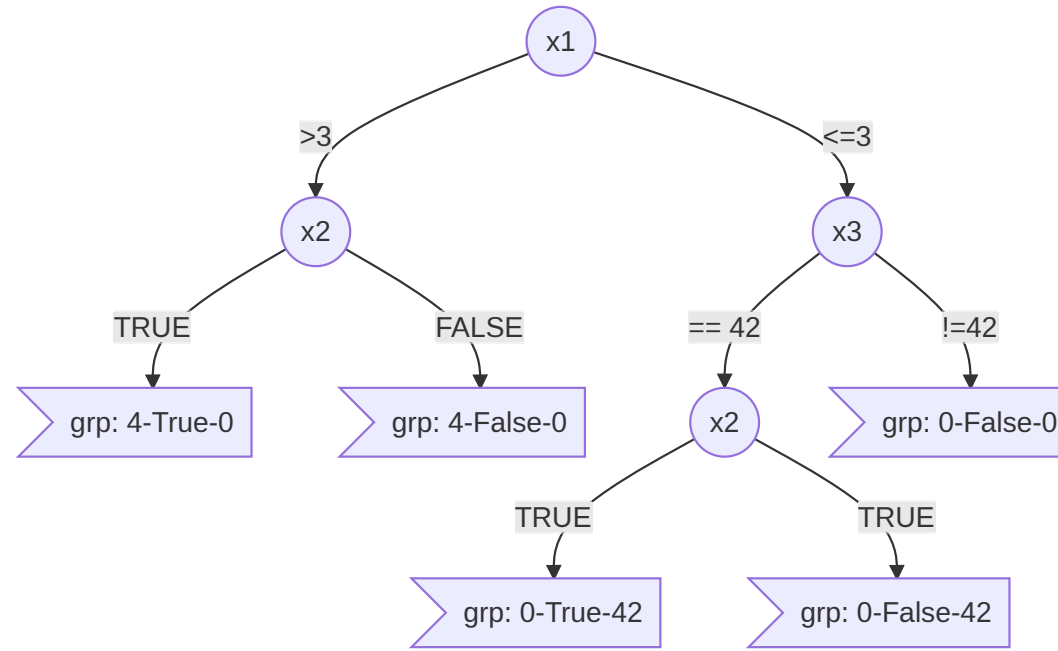 x1
>3
<=3
x2
x3
TRUE
FALSE
== 42
!=42
grp: 4-True-0
grp: 4-False-0
x2
grp: 0-False-0
TRUE
TRUE
grp: 0-True-42
grp: 0-False-42